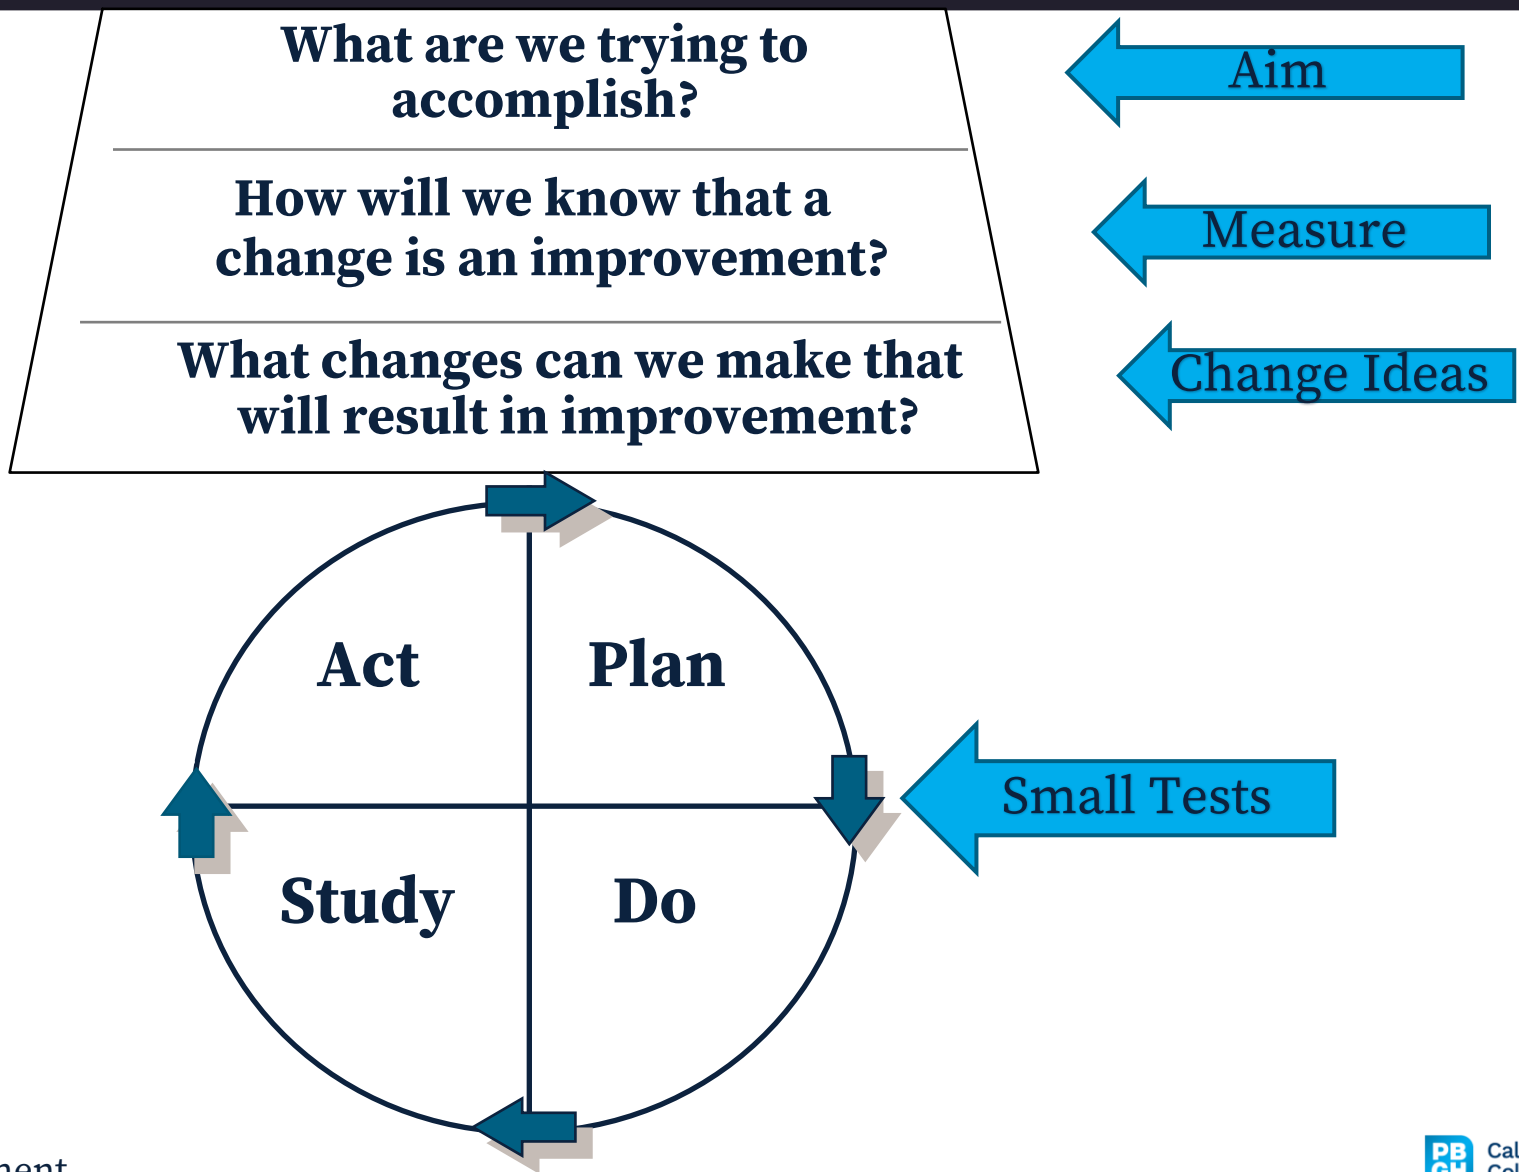 What are we trying to
accomplish?
Aim
How will we know that a
change is an improvement?
Measure
What changes can we make that
will result in improvement?
Change Ideas
Act
Plan
Small Tests
Study
Do
PB